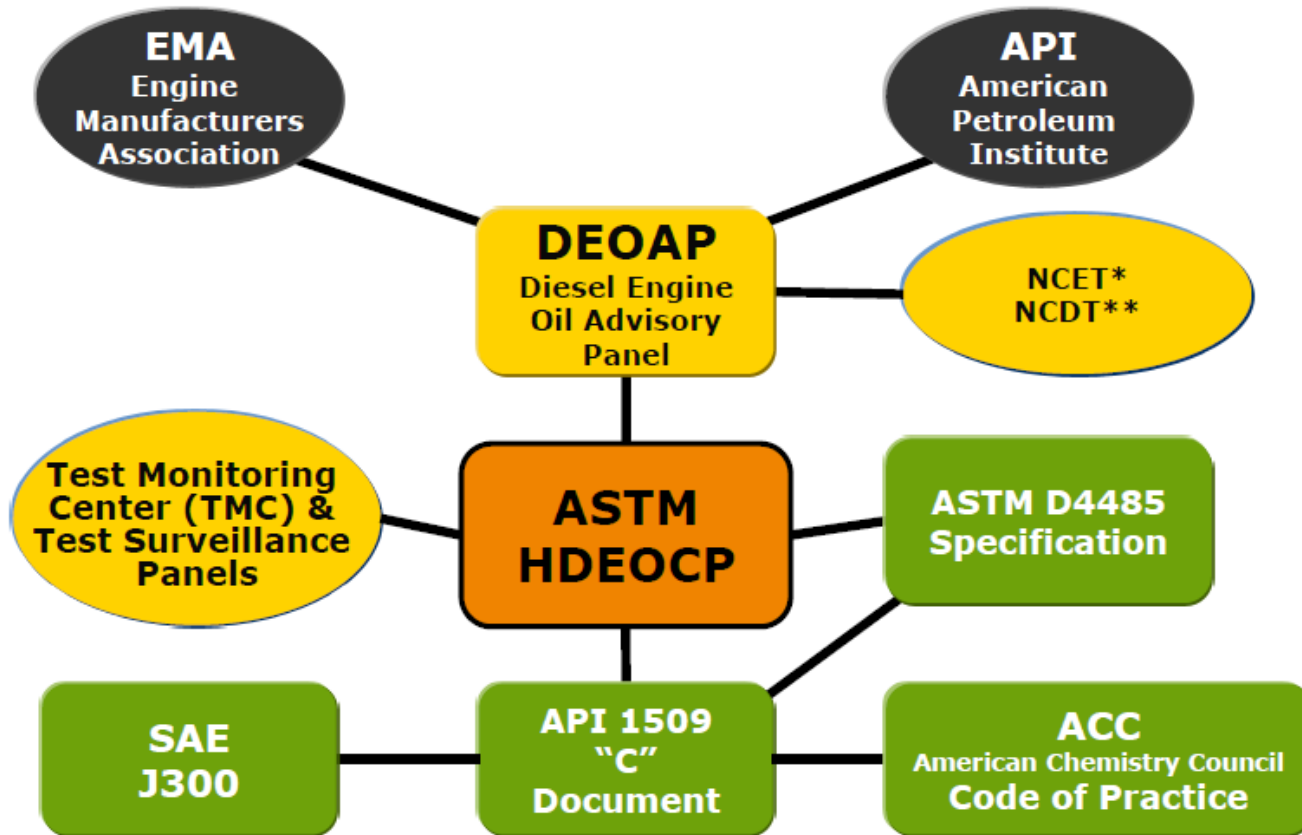 EMA
Engine
Manufacturers
Association
API
American
Petroleum
Institute
DEOAP
Diesel Engine
Oil Advisory
Panel
NCET*
NCDT**
Test Monitoring
Center (TMC) &
Test Surveillance
Panels
ASTM
HDEOCP
ASTM D4485
Specification
SAE
J300
API 1509
“C”
Document
ACC
American Chemistry Council
Code of Practice